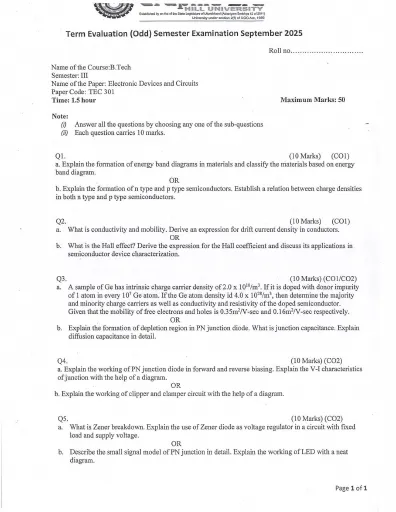 HILL UNIVERSITY
Term Evaluation (Odd) Semester Examination September 2025
Roll no..............................
Name of the Course:B.Tech
Semester: III
Name of the Paper: Electronic Devices and Circuits
Paper Code: TEC 301
Time: 1.5 hour Maximum Marks: 50
Note:
(i) Answer all the questions by choosing any one of the sub-questions
(ii) Each question carries 10 marks.
Q1. (10 Marks) (CO1)
a. Explain the formation of energy band diagrams in materials and classify the materials based on energy
band diagram.
OR
b. Explain the formation of n type and p type semiconductors. Establish a relation between charge densities
in both n type and p type semiconductors.
Q2. (10 Marks) (CO1)
a. What is conductivity and mobility. Derive an expression for drift current density in conductors.
OR
b. What is the Hall effect? Derive the expression for the Hall coefficient and discuss its applications in
semiconductor device characterization.
Q3. (10 Marks) (CO1/CO2)
a. A sample of Ge has intrinsic charge carrier density of 2.0 x 10¹⁹/m³. If it is doped with donor impurity
of 1 atom in every 10⁷ Ge atom. If the Ge atom density id 4.0 x 10²⁸/m³, then determine the majority
and minority charge carriers as well as conductivity and resistivity of the doped semiconductor.
Given that the mobility of free electrons and holes is 0.35m²/V-sec and 0.16m²/V-sec respectively.
OR
b. Explain the formation of depletion region in PN junction diode. What is junction capacitance. Explain
diffusion capacitance in detail.
Q4. (10 Marks) (CO2)
a. Explain the working of PN junction diode in forward and reverse biasing. Explain the V-I characteristics
of junction with the help of a diagram.
OR
b. Explain the working of clipper and clamper circuit with the help of a diagram.
Q5. (10 Marks) (CO2)
a. What is Zener breakdown. Explain the use of Zener diode as voltage regulator in a circuit with fixed
load and supply voltage.
OR
b. Describe the small signal model of PN junction in detail. Explain the working of LED with a neat
diagram.
Page 1 of 1